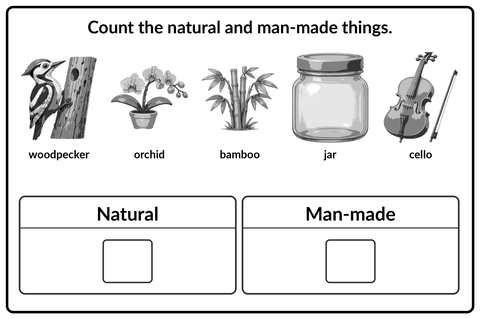 Count the natural and man-made things.
woodpecker orchid bamboo jar cello
Natural Man-made